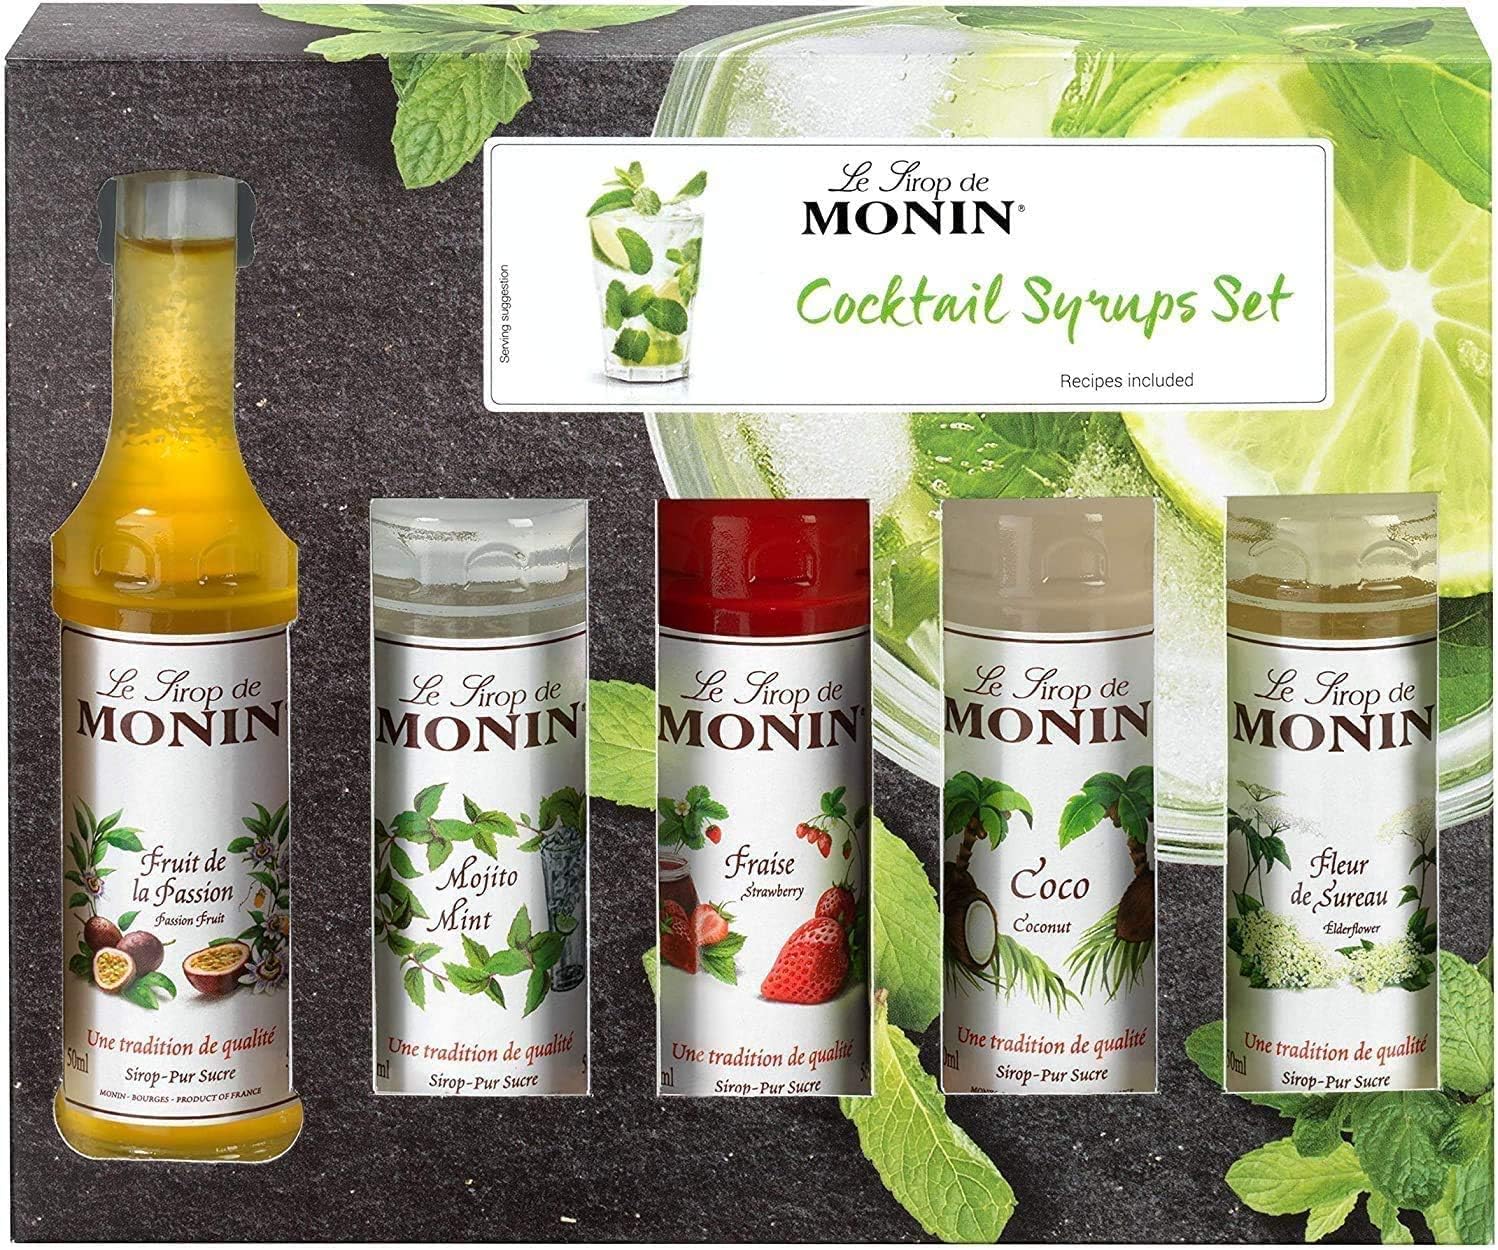 Le Sirop de
MONIN®
Cocktail Syrups Set
Recipes included
Serving suggestion
Le Sirop de
MONIN
Fruit de
la Passion
Passion Fruit
Une tradition de qualité
50ml
Sirop-Pur Sucre
MONIN - BOURGES - PRODUCT OF FRANCE
Le Sirop de
MONIN
Mojito
Mint
Une tradition de qualité
ml
Sirop-Pur Sucre
Le Sirop de
MONIN
Fraise
Strawberry
Une tradition de qualité
ml
Sirop-Pur Sucre
Le Sirop de
MONIN
Coco
Coconut
Une tradition de qualité
0ml
Sirop-Pur Sucre
Le Sirop de
MONIN
Fleur
de Sureau
Elderflower
Une tradition de qualité
50ml
Sirop-Pur Sucre